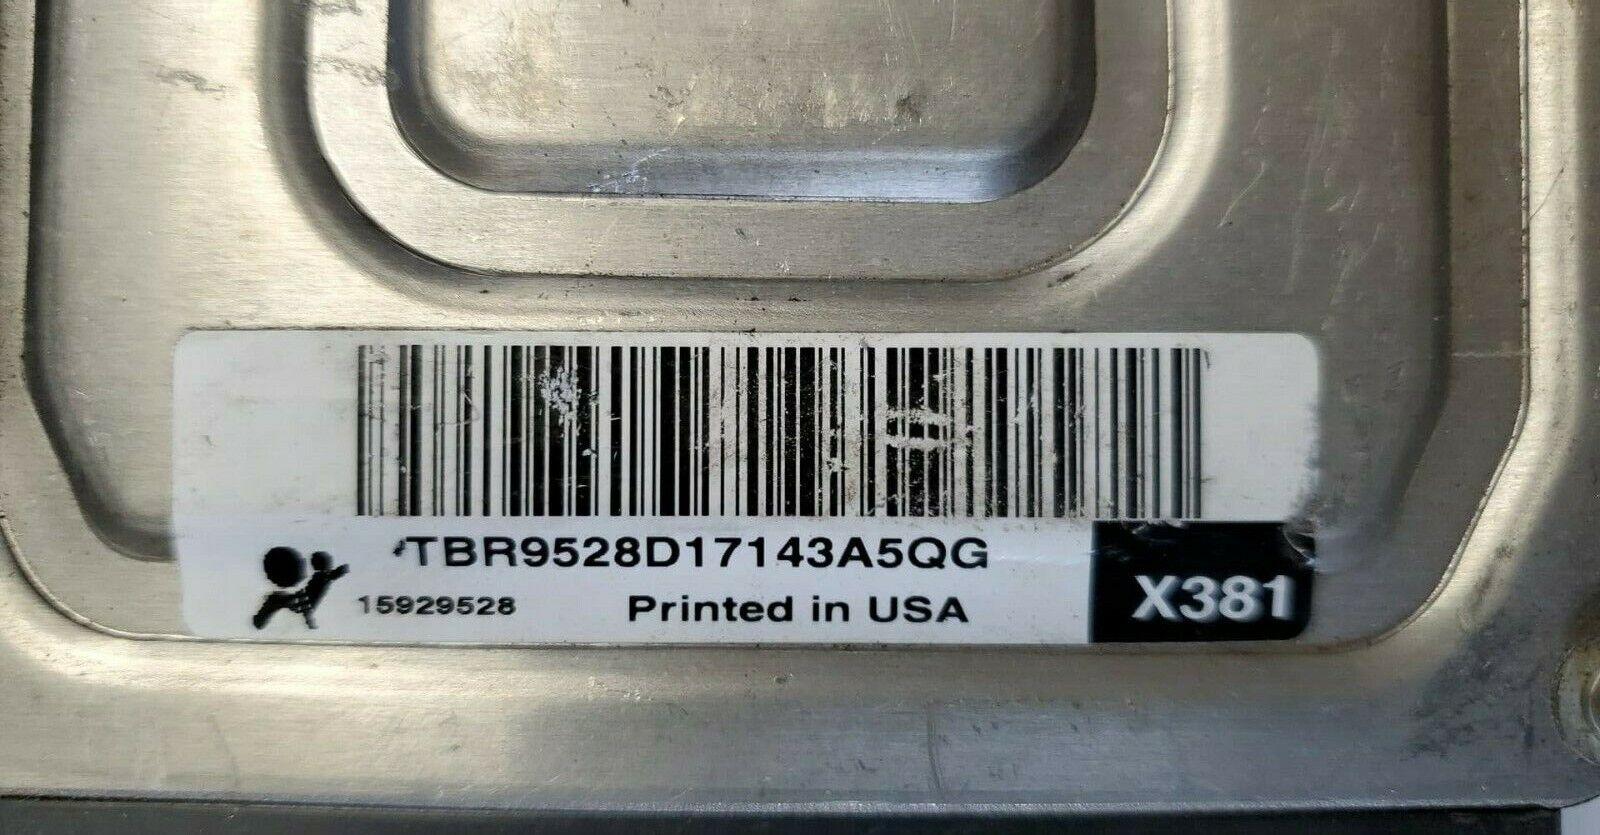 TBR9528D17143A5QG
15929528 Printed in USA
X381